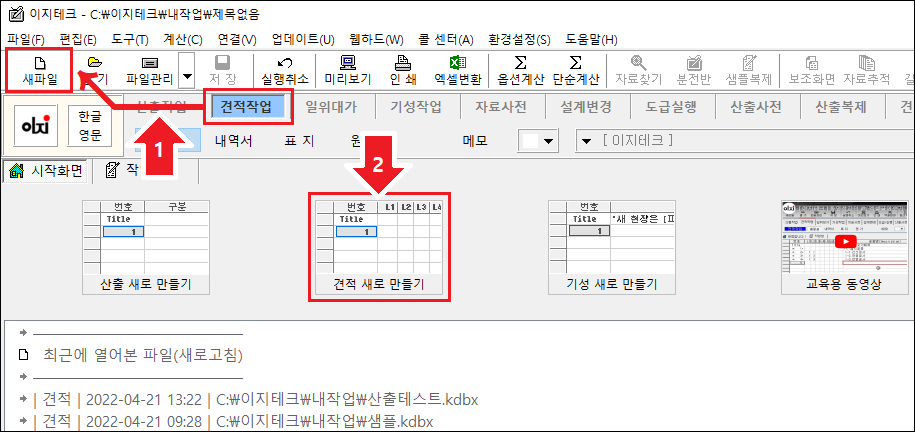 이지테크 - C:₩이지테크₩내작업₩제목없음
파일(F) 편집(E) 도구(T) 계산(C) 연결(V) 업데이트(U) 웹하드(W) 콜 센터(A) 환경설정(S) 도움말(H)
새파일 기 파일관리 저 장 실행취소 미리보기 인 쇄 엑셀변환 옵션계산 단순계산 자료찾기 분전반 샘플복제 보조화면 자료추적
산출작업 견적작업 일위대가 기성작업 자료사전 설계변경 도급실행 산출사전 산출복제 견
olxi 한글
영문
내역서 표 지 원 메모 [ 이지테크 ]
1 2
시작화면 작
번호 구분
Title
1
산출 새로 만들기
번호 L1 L2 L3 L4
Title
1
견적 새로 만들기
번호
Title "새 현장은 [파
1
기성 새로 만들기
교육용 동영상
최근에 열어본 파일(새로고침)
| 견적 | 2022-04-21 13:22 | C:₩이지테크₩내작업₩산출테스트.kdbx
| 견적 | 2022-04-21 09:28 | C:₩이지테크₩내작업₩샘플.kdbx